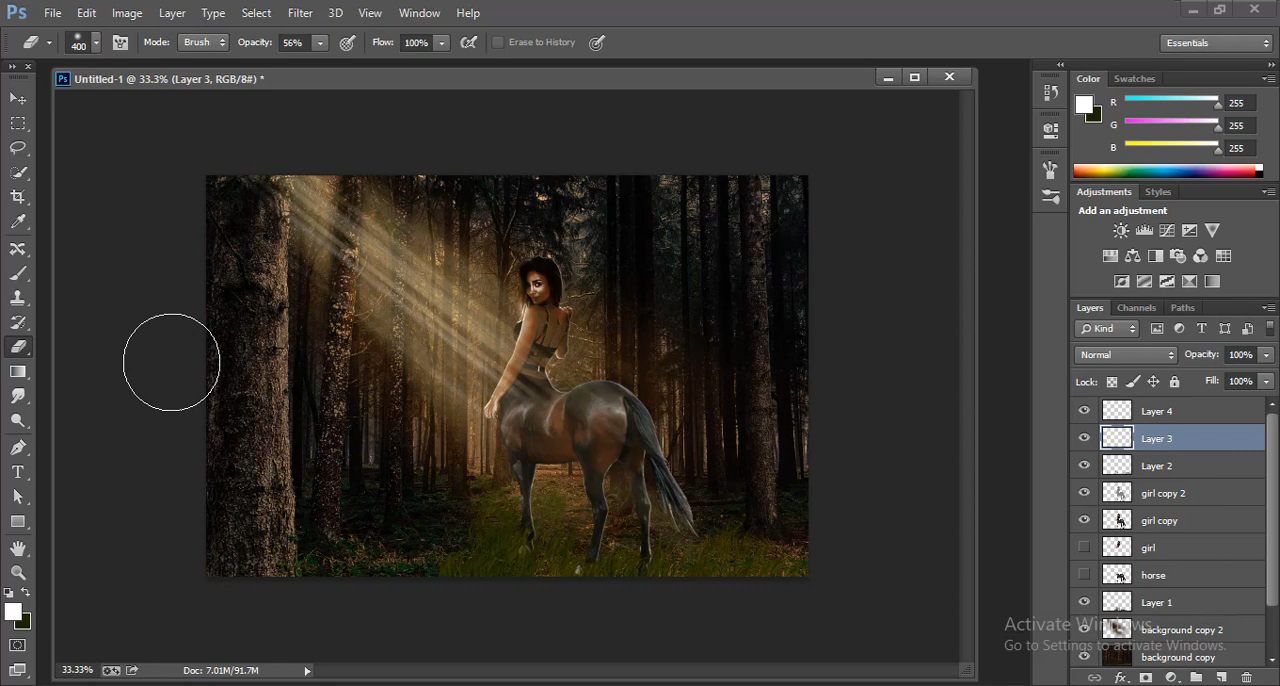 Ps File Edit Image Layer Type Select Filter 3D View Window Help
400 Mode: Brush Opacity: 56% Flow: 100% Erase to History Essentials
Ps Untitled-1 @ 33.3% (Layer 3, RGB/8#) *
Color Swatches
R 255
G 255
B 255
Adjustments Styles
Add an adjustment
Layers Channels Paths
Kind
Normal Opacity: 100%
Lock: Fill: 100%
Layer 4
Layer 3
Layer 2
girl copy 2
girl copy
girl
horse
Layer 1
background copy 2
background copy
Activate Windows
Go to Settings to activate Windows.
33.33% Doc: 7.01M/91.7M
fx